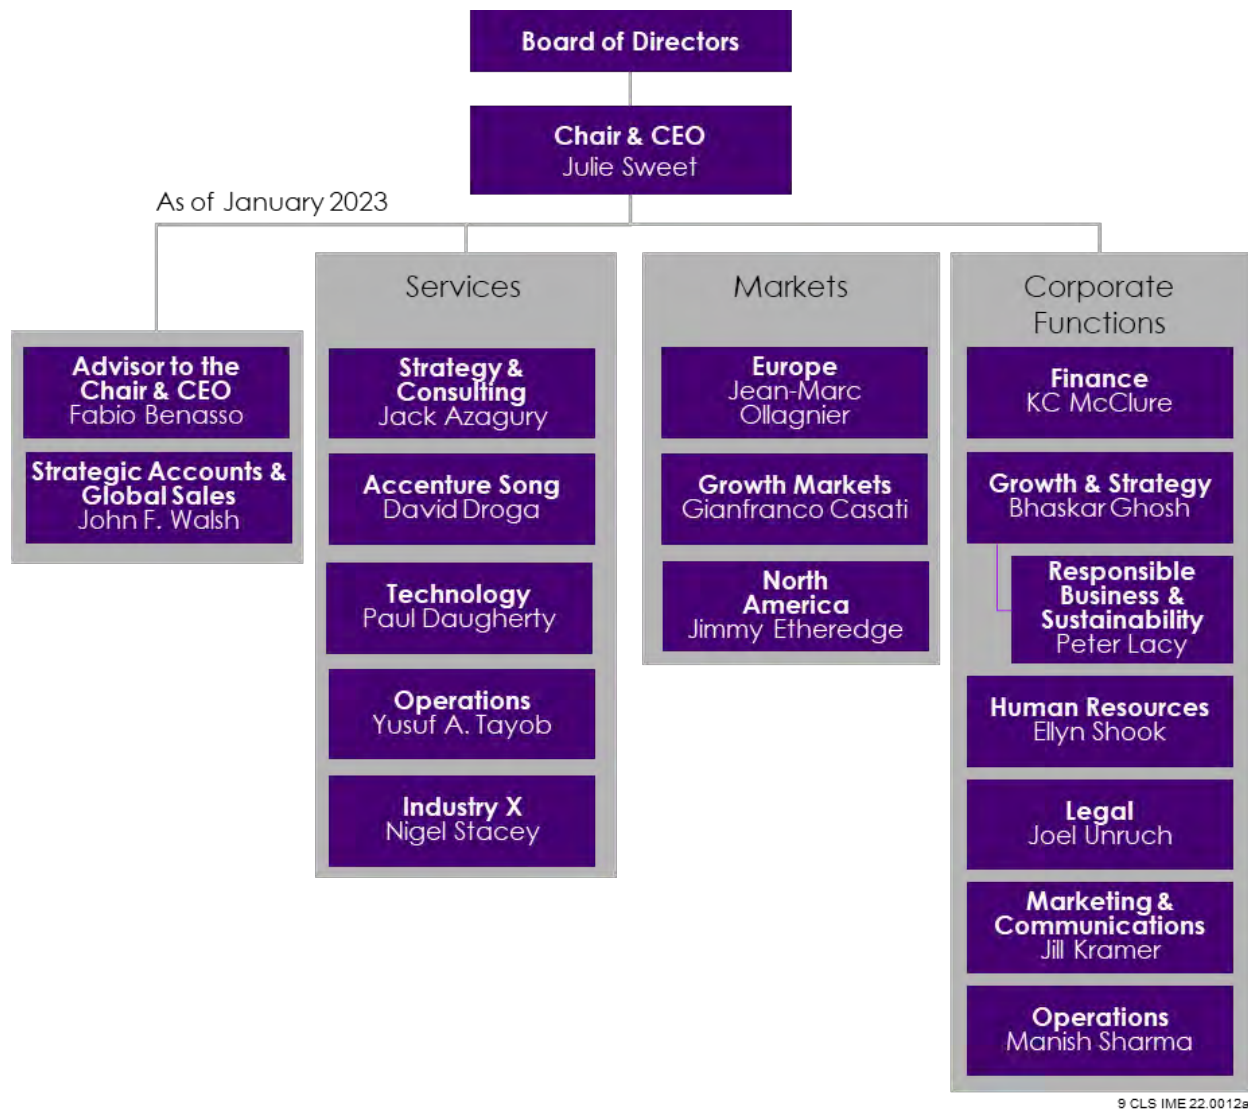 Board of Directors
Chair & CEO
Julie Sweet
As of January 2023
Advisor to the
Chair & CEO
Fabio Benasso
Strategic Accounts &
Global Sales
John F. Walsh
Services
Strategy &
Consulting
Jack Azagury
Accenture Song
David Droga
Technology
Paul Daugherty
Operations
Yusuf A. Tayob
Industry X
Nigel Stacey
Markets
Europe
Jean-Marc
Ollagnier
Growth Markets
Gianfranco Casati
North
America
Jimmy Etheredge
Corporate
Functions
Finance
KC McClure
Growth & Strategy
Bhaskar Ghosh
Responsible
Business &
Sustainability
Peter Lacy
Human Resources
Ellyn Shook
Legal
Joel Unruch
Marketing &
Communications
Jill Kramer
Operations
Manish Sharma
9 CLS IME 22.0012a